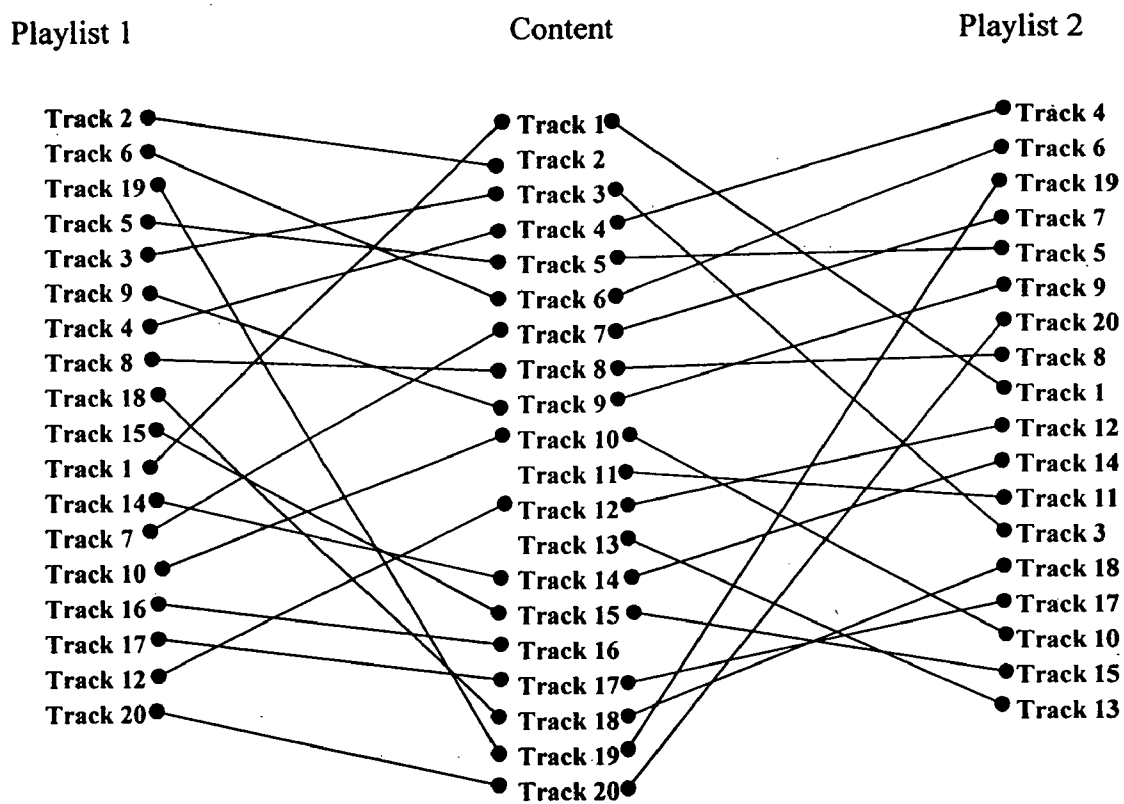 Playlist 1
Content
Playlist 2
Track 2
Track 6
Track 19
Track 5
Track 3
Track 9
Track 4
Track 8
Track 18
Track 15
Track 1
Track 14
Track 7
Track 10
Track 16
Track 17
Track 12
Track 20
Track 1
Track 2
Track 3
Track 4
Track 5
Track 6
Track 7
Track 8
Track 9
Track 10
Track 11
Track 12
Track 13
Track 14
Track 15
Track 16
Track 17
Track 18
Track 19
Track 20
Track 4
Track 6
Track 19
Track 7
Track 5
Track 9
Track 20
Track 8
Track 1
Track 12
Track 14
Track 11
Track 3
Track 18
Track 17
Track 10
Track 15
Track 13